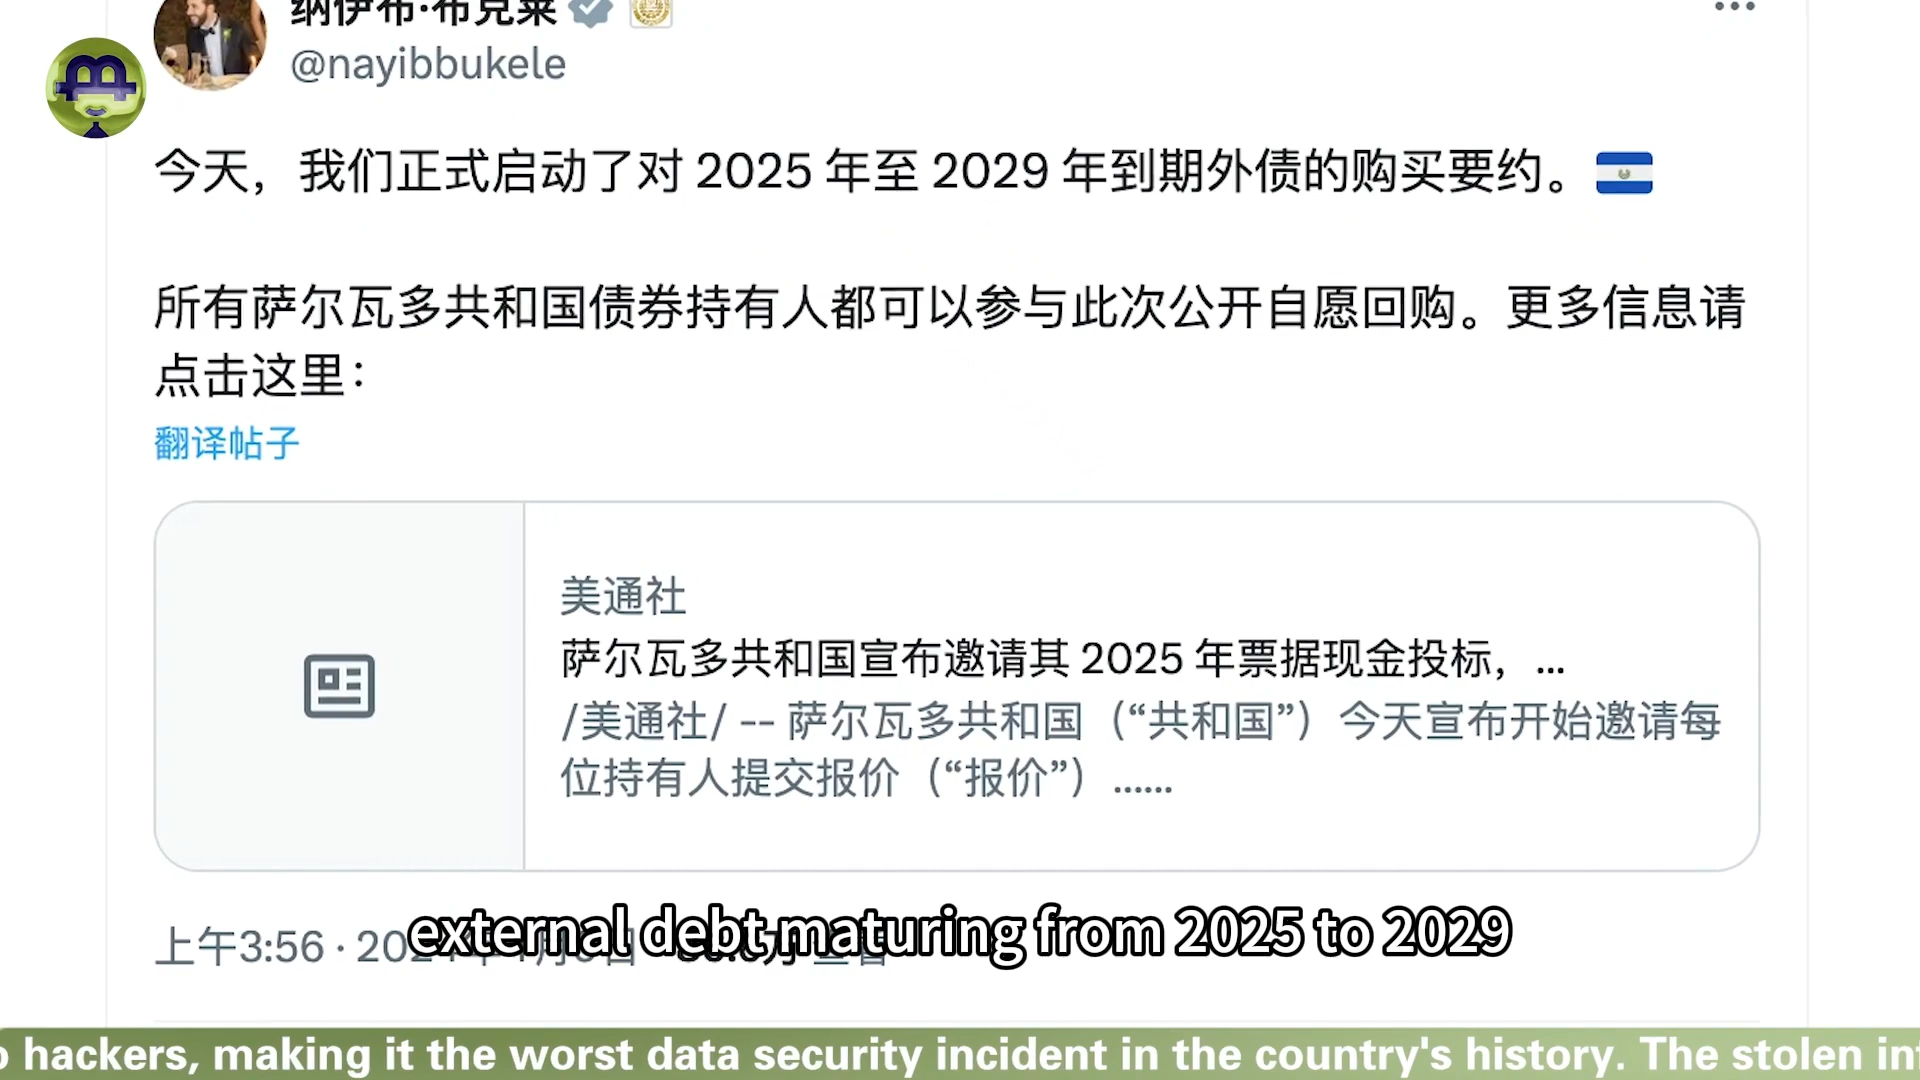 纳伊布·布克莱
@nayibbukele
今天，我们正式启动了对 2025 年至 2029 年到期外债的购买要约。
所有萨尔瓦多共和国债券持有人都可以参与此次公开自愿回购。更多信息请
点击这里：
翻译帖子
美通社
萨尔瓦多共和国宣布邀请其 2025 年票据现金投标，...
/美通社/ -- 萨尔瓦多共和国（“共和国”）今天宣布开始邀请每
位持有人提交报价（“报价”）......
上午3:56 · 20
external debt maturing from 2025 to 2029
hackers, making it the worst data security incident in the country's history. The stolen